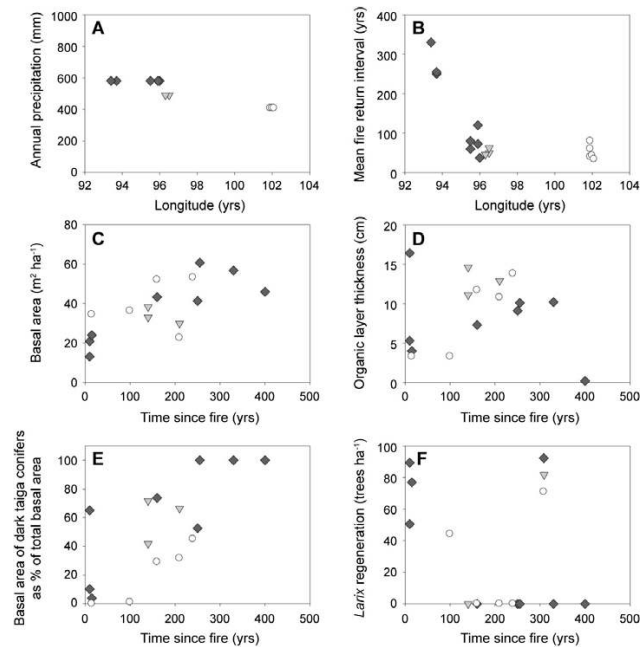 A
Annual precipitation (mm)
1000
800
600
400
200
0
92 94 96 98 100 102 104
Longitude (yrs)
B
Mean fire return interval (yrs)
400
350
300
250
200
150
100
50
0
92 94 96 98 100 102 104
Longitude (yrs)
C
Basal area (m² ha⁻¹)
80
60
40
20
0
0 100 200 300 400 500
Time since fire (yrs)
D
Organic layer thickness (cm)
20
15
10
5
0
0 100 200 300 400 500
Time since fire (yrs)
E
Basal area of dark taiga conifers
as % of total basal area
100
80
60
40
20
0
0 100 200 300 400 500
Time since fire (yrs)
F
Larix regeneration (trees ha⁻¹)
100
80
60
40
20
0
0 100 200 300 400 500
Time since fire (yrs)